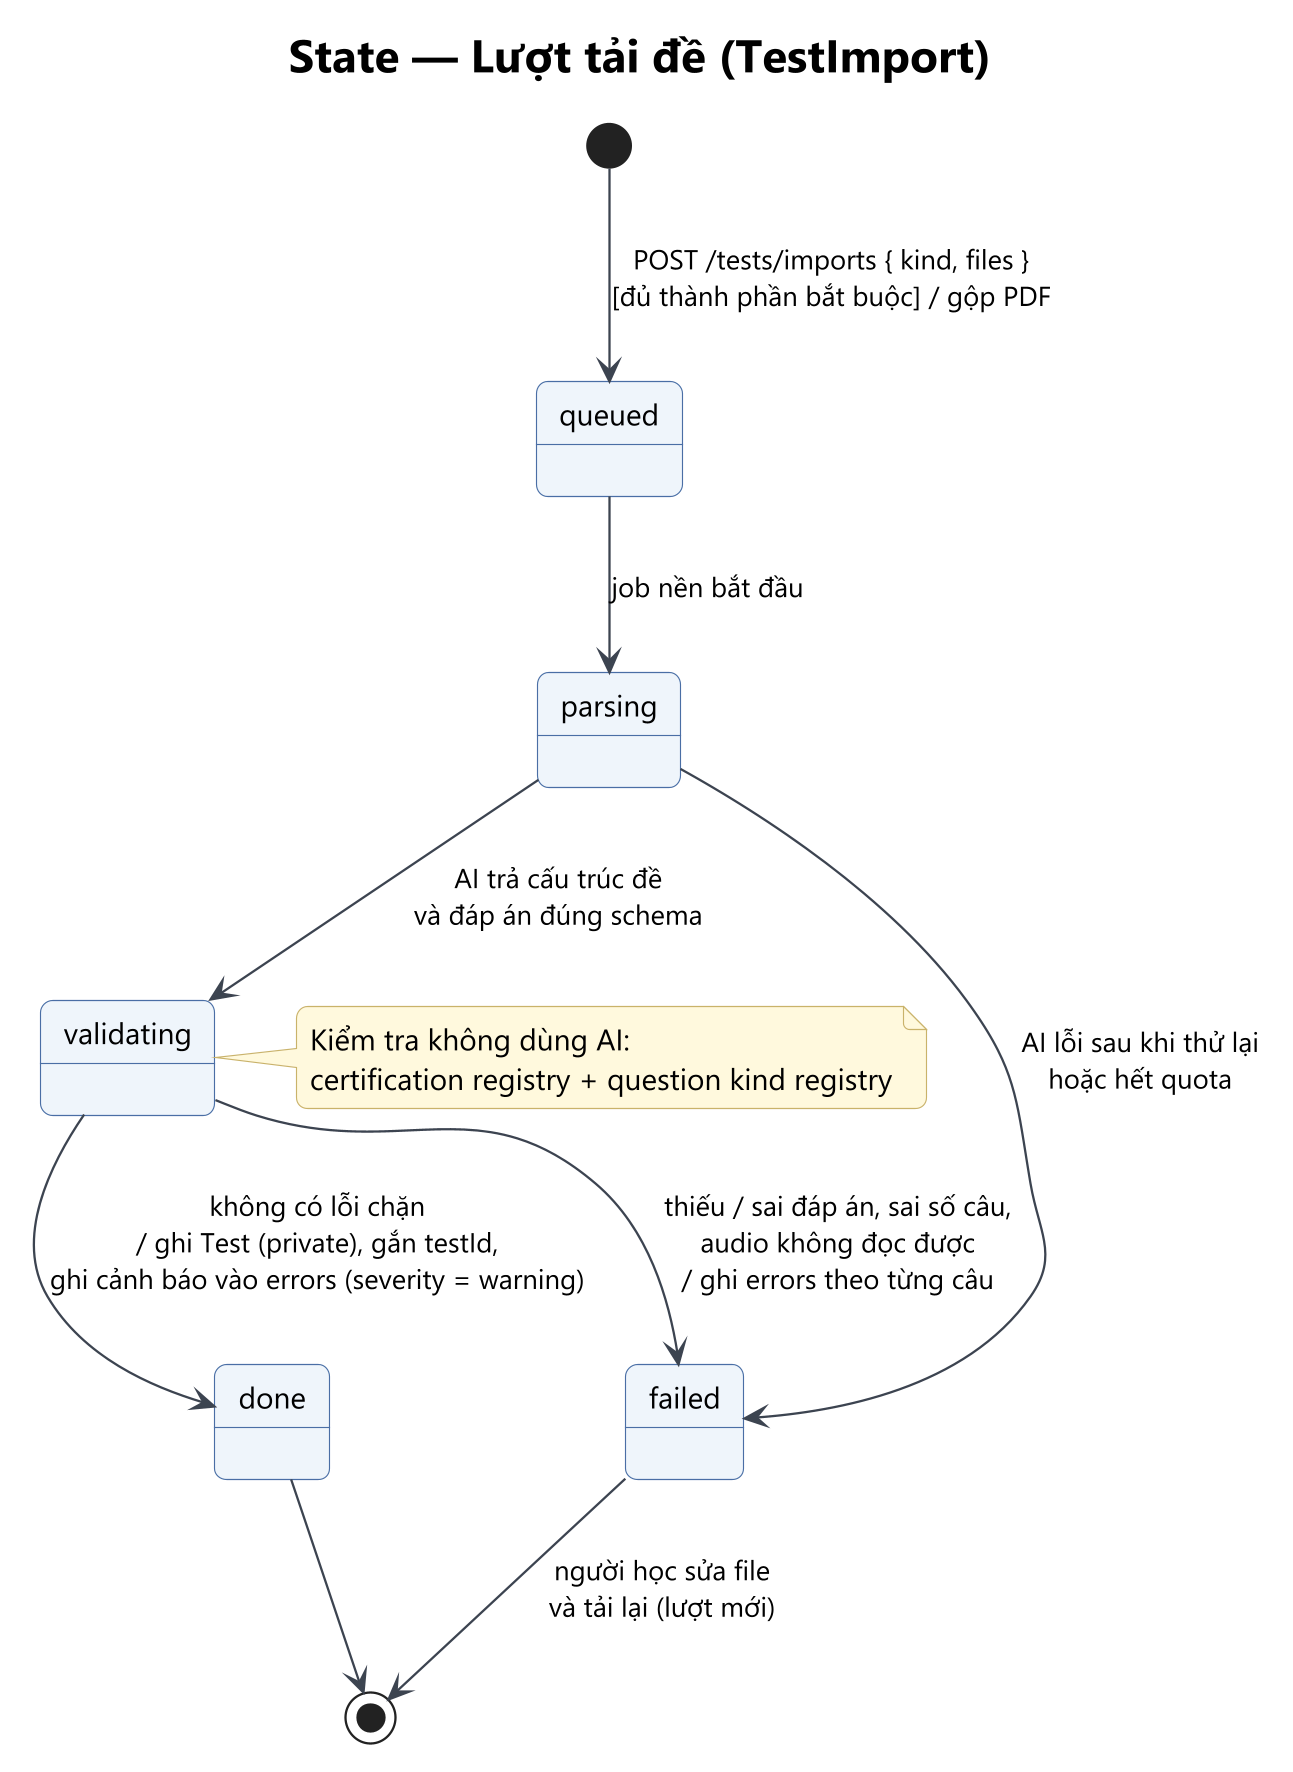 State — Lượt tải đề (TestImport)
POST /tests/imports { kind, files }
[đủ thành phần bắt buộc] / gộp PDF
queued
job nền bắt đầu
parsing
AI trả cấu trúc đề
và đáp án đúng schema
validating
Kiểm tra không dùng AI:
certification registry + question kind registry
AI lỗi sau khi thử lại
hoặc hết quota
không có lỗi chặn
/ ghi Test (private), gắn testId,
ghi cảnh báo vào errors (severity = warning)
thiếu / sai đáp án, sai số câu,
audio không đọc được
/ ghi errors theo từng câu
done
failed
người học sửa file
và tải lại (lượt mới)